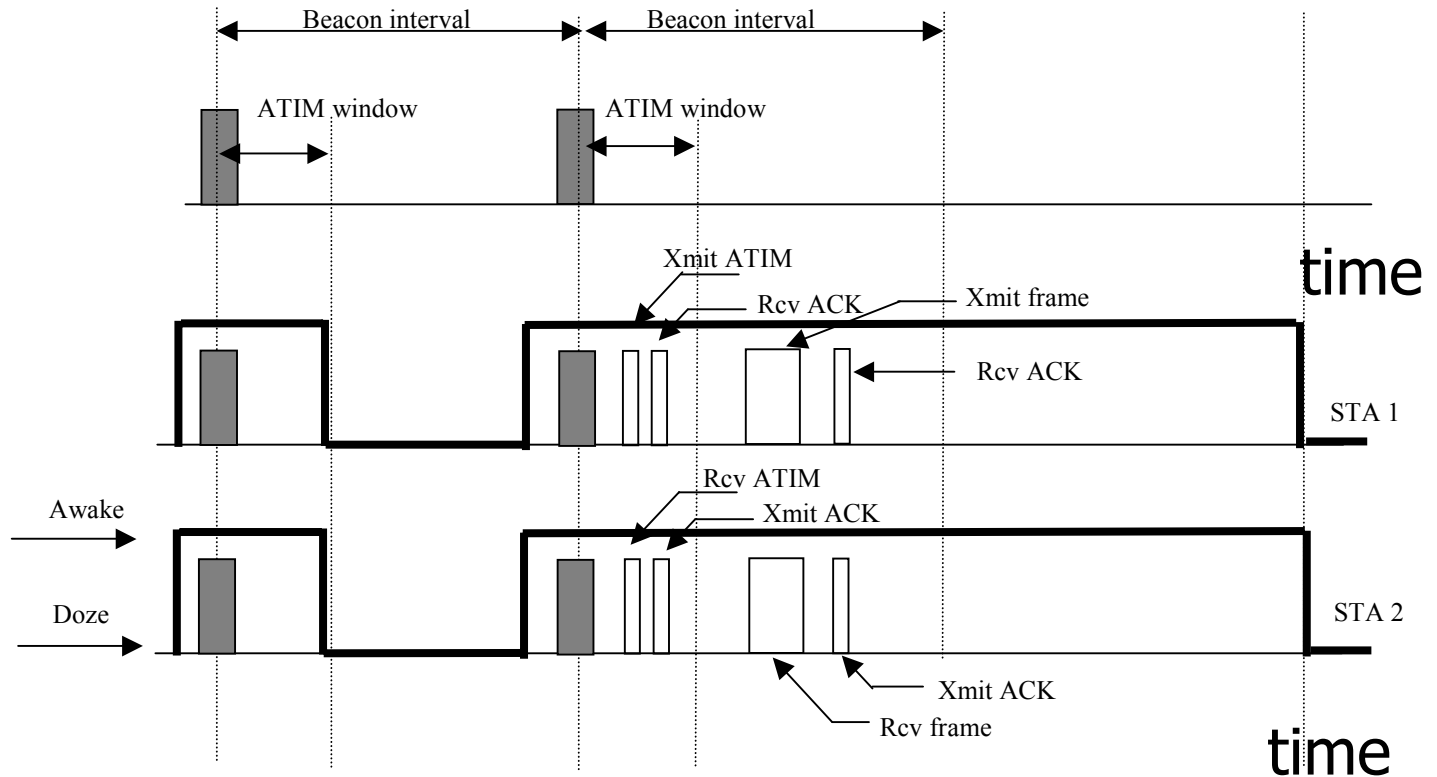 Beacon interval
Beacon interval
ATIM window
ATIM window
time
Xmit ATIM
Rcv ACK
Xmit frame
Rcv ACK
STA 1
Rcv ATIM
Xmit ACK
Awake
Doze
STA 2
Xmit ACK
Rcv frame
time